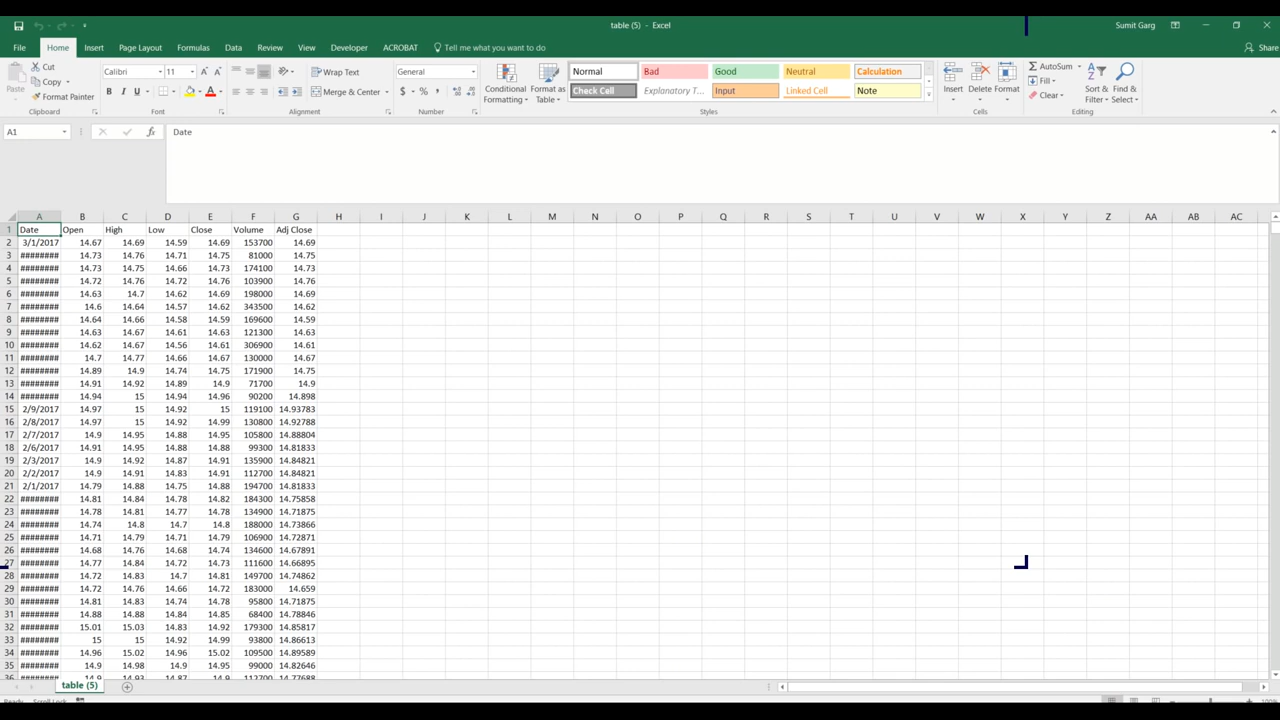 table (5) - Excel
Sumit Garg
File Home Insert Page Layout Formulas Data Review View Developer ACROBAT Tell me what you want to do Share
Cut
Copy
Format Painter
Paste
Clipboard
Calibri 11
B I U
Font
Wrap Text
Merge & Center
Alignment
General
$ % ,
Number
Conditional Formatting
Format as Table
Normal Bad Good Neutral Calculation
Check Cell Explanatory T... Input Linked Cell Note
Styles
Insert Delete Format
Cells
AutoSum
Fill
Clear
Sort & Filter
Find & Select
Editing
A1 fx Date
A B C D E F G H I J K L M N O P Q R S T U V W X Y Z AA AB AC
1 Date Open High Low Close Volume Adj Close
2 3/1/2017 14.67 14.69 14.59 14.69 153700 14.69
3 ######## 14.73 14.76 14.71 14.75 81000 14.75
4 ######## 14.73 14.75 14.66 14.73 174100 14.73
5 ######## 14.72 14.76 14.72 14.76 103900 14.76
6 ######## 14.63 14.7 14.62 14.69 198000 14.69
7 ######## 14.6 14.64 14.57 14.62 343500 14.62
8 ######## 14.64 14.66 14.58 14.59 169600 14.59
9 ######## 14.63 14.67 14.61 14.63 121300 14.63
10 ######## 14.62 14.67 14.56 14.61 306900 14.61
11 ######## 14.7 14.77 14.66 14.67 130000 14.67
12 ######## 14.89 14.9 14.74 14.75 171900 14.75
13 ######## 14.91 14.92 14.89 14.9 71700 14.9
14 ######## 14.94 15 14.94 14.96 90200 14.898
15 2/9/2017 14.97 15 14.92 15 119100 14.93783
16 2/8/2017 14.97 15 14.92 14.99 130800 14.92788
17 2/7/2017 14.9 14.95 14.88 14.95 105800 14.88804
18 2/6/2017 14.91 14.95 14.88 14.88 99300 14.81833
19 2/3/2017 14.9 14.92 14.87 14.91 135900 14.84821
20 2/2/2017 14.9 14.91 14.83 14.91 112700 14.84821
21 2/1/2017 14.79 14.88 14.75 14.88 194700 14.81833
22 ######## 14.81 14.84 14.78 14.82 184300 14.75858
23 ######## 14.78 14.81 14.77 14.78 134900 14.71875
24 ######## 14.74 14.8 14.7 14.8 188000 14.73866
25 ######## 14.71 14.79 14.71 14.79 106900 14.72871
26 ######## 14.68 14.76 14.68 14.74 134600 14.67891
27 ######## 14.77 14.84 14.72 14.73 111600 14.66895
28 ######## 14.72 14.83 14.7 14.81 149700 14.74862
29 ######## 14.72 14.76 14.66 14.72 183000 14.659
30 ######## 14.81 14.83 14.74 14.78 95800 14.71875
31 ######## 14.88 14.88 14.84 14.85 68400 14.78846
32 ######## 15.01 15.03 14.83 14.92 179300 14.85817
33 ######## 15 15 14.92 14.99 93800 14.86613
34 ######## 14.96 15.02 14.96 15.02 109500 14.89589
35 ######## 14.9 14.98 14.9 14.95 99000 14.82646
36 ######## 14.9 14.93 14.87 14.9 112700 14.77688
table (5)
Ready Scroll Lock 100%